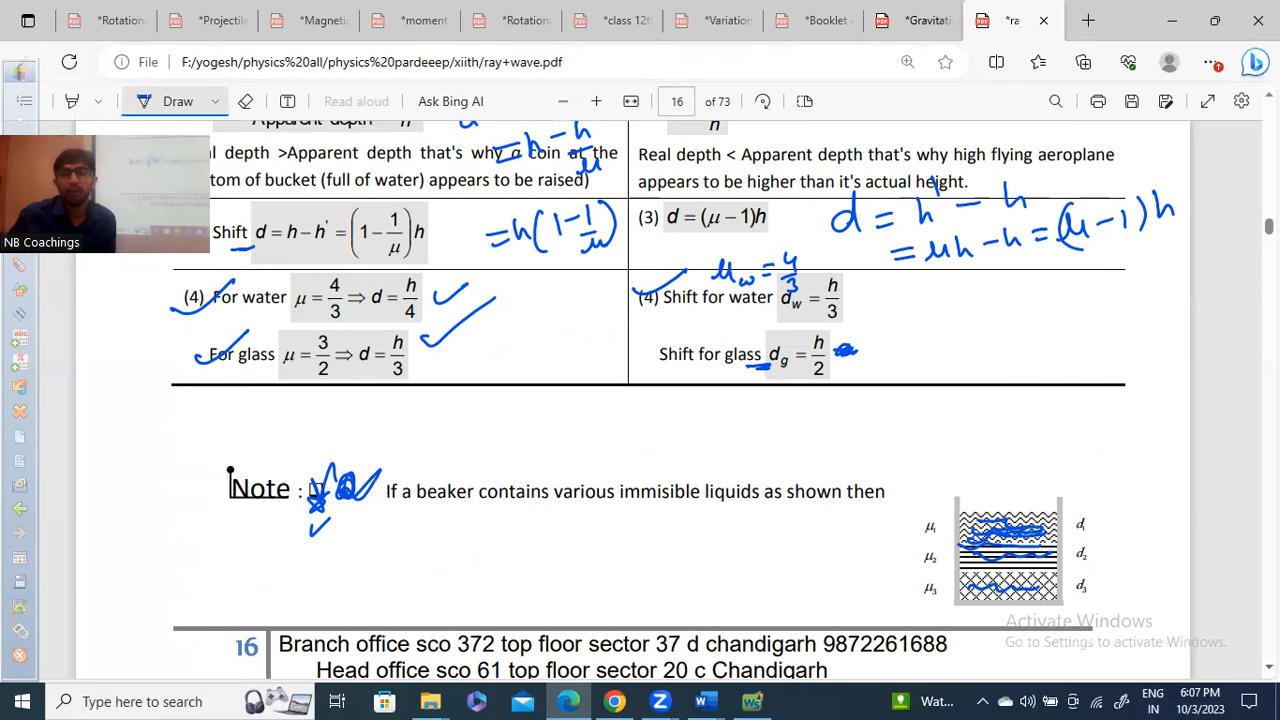 *Rotation
*Projectile
*Magnetic
*moment
*Rotation
*class 12th
*Variation
*Booklet
*Gravitati
*ra
File F:/yogesh/physics%20all/physics%20pardeeep/xiith/ray+wave.pdf
Draw Read aloud Ask Bing AI 16 of 73
Apparent depth h
= h - h/μ
h
l depth >Apparent depth that's why a coin at the
tom of bucket (full of water) appears to be raised)
Real depth < Apparent depth that's why high flying aeroplane
appears to be higher than it's actual height.
Shift d = h – h' = (1 – 1/μ) h
= h(1 - 1/μ)
(3) d = (μ – 1)h
d = h' - h
= μh - h = (μ - 1) h
(4) For water μ = 4/3 ⇒ d = h/4
For glass μ = 3/2 ⇒ d = h/3
μw = 4/3
(4) Shift for water dw = h/3
Shift for glass dg = h/2
Note : If a beaker contains various immisible liquids as shown then
μ1 d1
μ2 d2
μ3 d3
16 Branch office sco 372 top floor sector 37 d chandigarh 9872261688
Head office sco 61 top floor sector 20 c Chandigarh
NB Coachings
Activate Windows
Go to Settings to activate Windows.
Type here to search
Wat...
ENG
IN
6:07 PM
10/3/2023